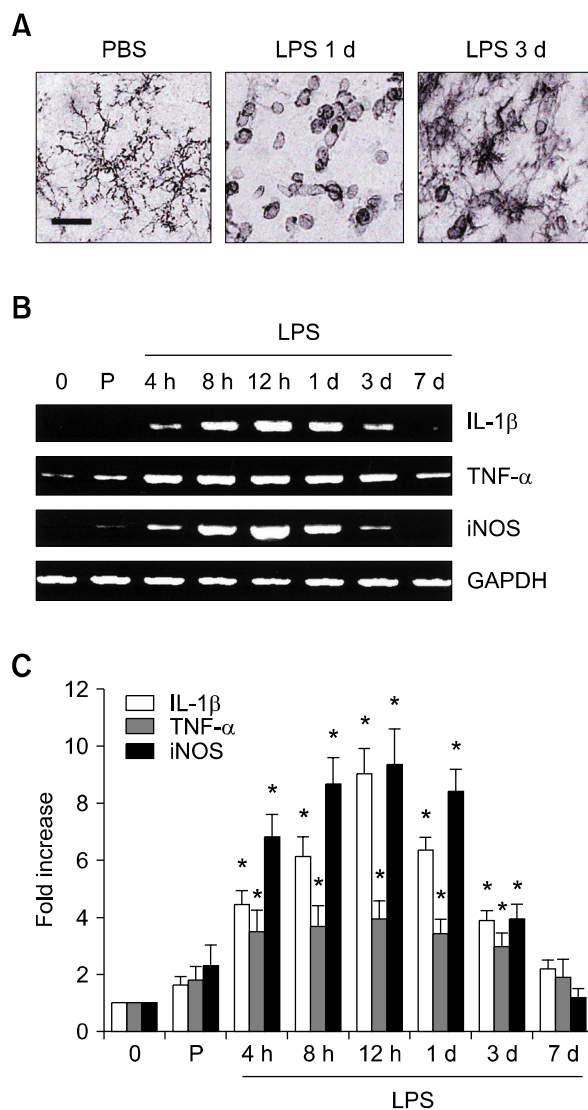 A
PBS LPS 1 d LPS 3 d
B
LPS
0 P 4 h 8 h 12 h 1 d 3 d 7 d
IL-1β
TNF-α
iNOS
GAPDH
C
12
10
8
6
4
2
0
Fold increase
IL-1β
TNF-α
iNOS
* * * * * * * * * * * * * * *
0 P 4 h 8 h 12 h 1 d 3 d 7 d
LPS